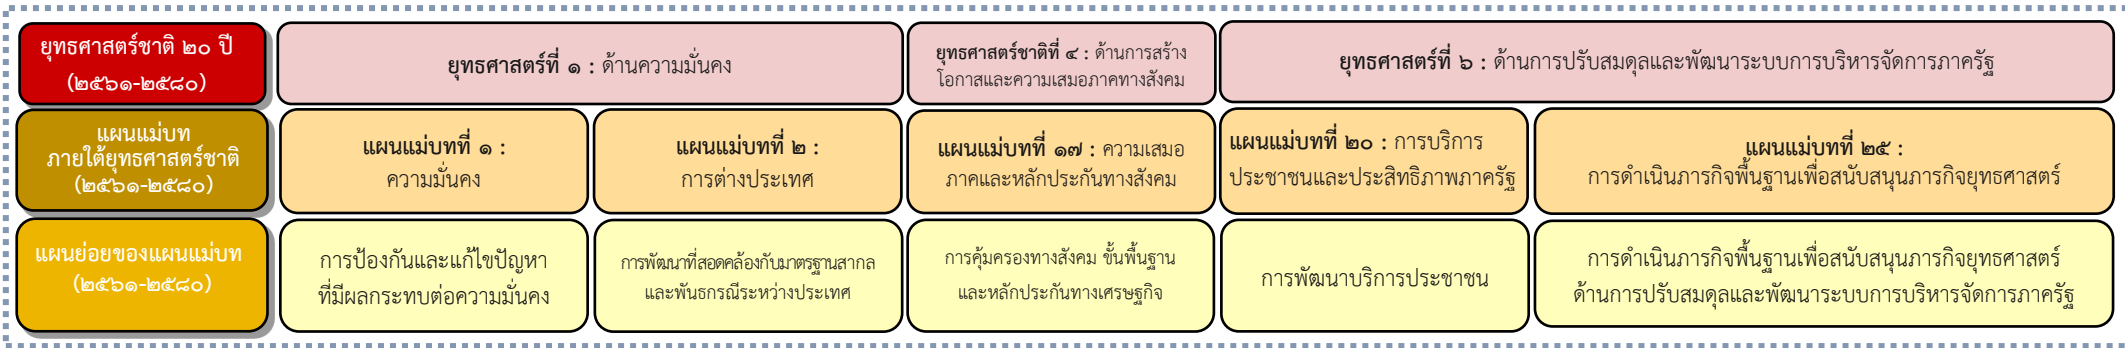 ยุทธศาสตร์ชาติ ๒๐ ปี
(๒๕๖๑-๒๕๘๐)
ยุทธศาสตร์ที่ ๑ : ด้านความมั่นคง
ยุทธศาสตร์ชาติที่ ๔ : ด้านการสร้าง
โอกาสและความเสมอภาคทางสังคม
ยุทธศาสตร์ที่ ๖ : ด้านการปรับสมดุลและพัฒนาระบบการบริหารจัดการภาครัฐ
แผนแม่บท
ภายใต้ยุทธศาสตร์ชาติ
(๒๕๖๑-๒๕๘๐)
แผนแม่บทที่ ๑ :
ความมั่นคง
แผนแม่บทที่ ๒ :
การต่างประเทศ
แผนแม่บทที่ ๑๗ : ความเสมอ
ภาคและหลักประกันทางสังคม
แผนแม่บทที่ ๒๐ : การบริการ
ประชาชนและประสิทธิภาพภาครัฐ
แผนแม่บทที่ ๒๕ :
การดำเนินภารกิจพื้นฐานเพื่อสนับสนุนภารกิจยุทธศาสตร์
แผนย่อยของแผนแม่บท
(๒๕๖๑-๒๕๘๐)
การป้องกันและแก้ไขปัญหา
ที่มีผลกระทบต่อความมั่นคง
การพัฒนาที่สอดคล้องกับมาตรฐานสากล
และพันธกรณีระหว่างประเทศ
การคุ้มครองทางสังคม ขั้นพื้นฐาน
และหลักประกันทางเศรษฐกิจ
การพัฒนาบริการประชาชน
การดำเนินภารกิจพื้นฐานเพื่อสนับสนุนภารกิจยุทธศาสตร์
ด้านการปรับสมดุลและพัฒนาระบบการบริหารจัดการภาครัฐ